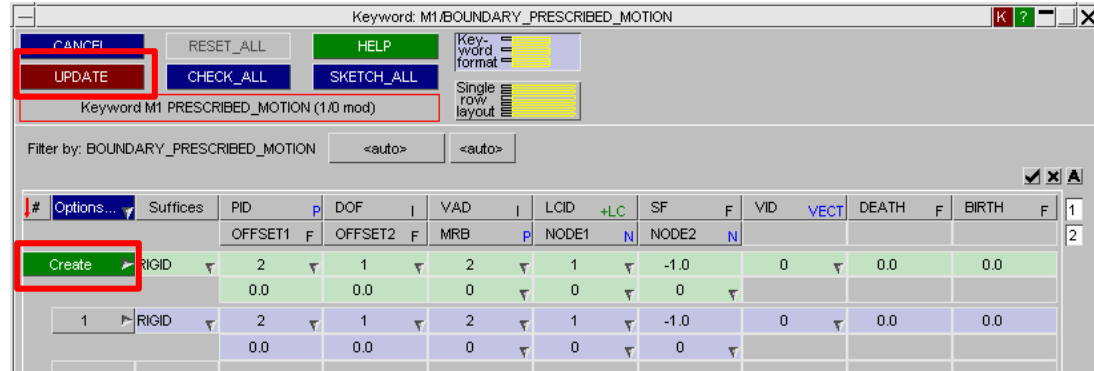 Keyword: M1/BOUNDARY_PRESCRIBED_MOTION K ?
CANCEL RESET_ALL HELP Key-word format
UPDATE CHECK_ALL SKETCH_ALL Single row layout
Keyword M1 PRESCRIBED_MOTION (1/0 mod)
Filter by: BOUNDARY_PRESCRIBED_MOTION <auto> <auto>
A
# Options... Suffices PID P DOF I VAD I LCID +LC SF F VID VECT DEATH F BIRTH F 1
OFFSET1 F OFFSET2 F MRB P NODE1 N NODE2 N 2
Create RIGID 2 1 2 1 -1.0 0 0.0 0.0
0.0 0.0 0 0 0
1 RIGID 2 1 2 1 -1.0 0 0.0 0.0
0.0 0.0 0 0 0